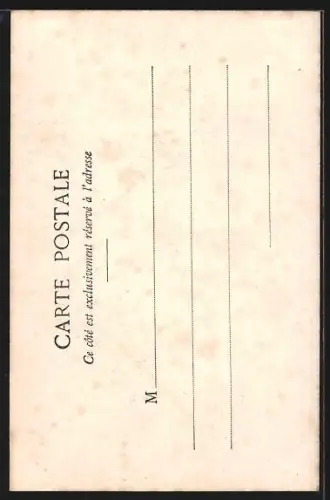 CARTE POSTALE
Ce côté est exclusivement réservé à l'adresse
M